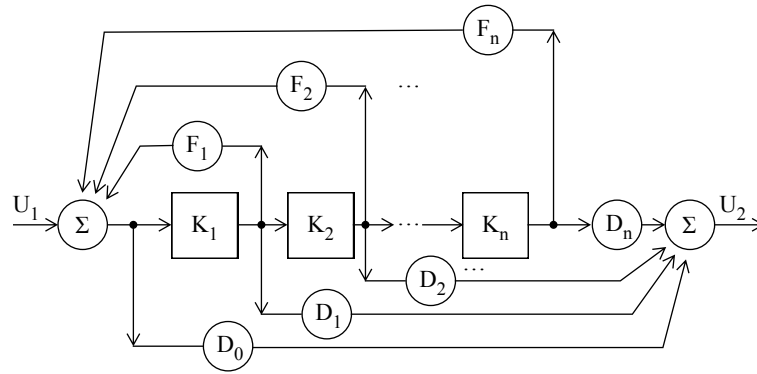 Fₙ
F₂ ...
F₁
U₁ Σ K₁ K₂ ... Kₙ Dₙ Σ U₂
D₂ ...
D₁
D₀